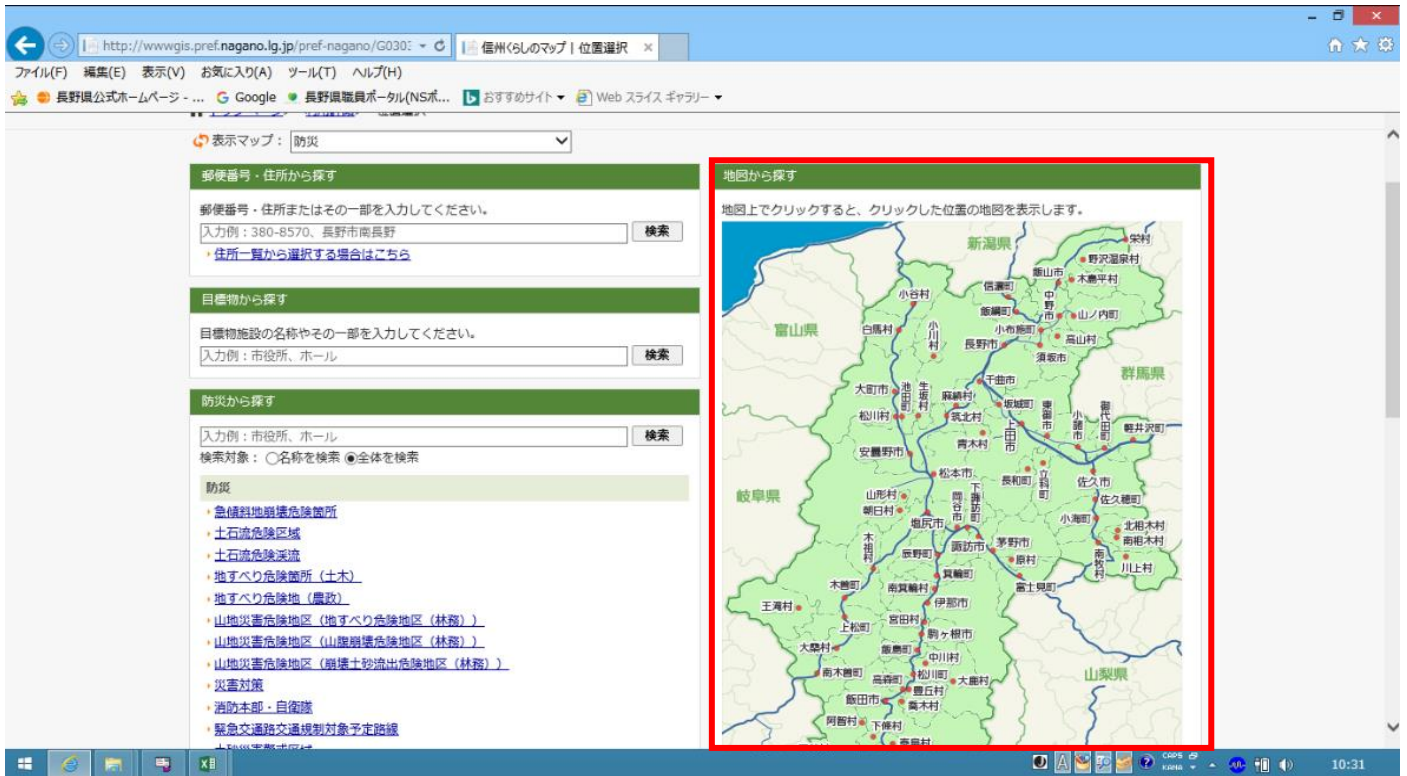 http://wwwgis.pref.nagano.lg.jp/pref-nagano/G0303
信州くらしのマップ | 位置選択
ファイル(F) 編集(E) 表示(V) お気に入り(A) ツール(T) ヘルプ(H)
長野県公式ホームページ - ... Google 長野県職員ポータル(NSポ... おすすめサイト Web スライス ギャラリー
表示マップ： 防災
郵便番号・住所から探す
郵便番号・住所またはその一部を入力してください。
入力例：380-8570、長野市南長野 検索
住所一覧から選択する場合はこちら
目標物から探す
目標物施設の名称やその一部を入力してください。
入力例：市役所、ホール 検索
防災から探す
入力例：市役所、ホール 検索
検索対象： 名称を検索 全体を検索
防災
急傾斜地崩壊危険箇所
土石流危険区域
土石流危険渓流
地すべり危険箇所（土木）
地すべり危険地（農政）
山地災害危険地区（地すべり危険地区（林務））
山地災害危険地区（山腹崩壊危険地区（林務））
山地災害危険地区（崩壊土砂流出危険地区（林務））
災害対策
消防本部・自衛隊
緊急交通路交通規制対象予定路線
地図から探す
地図上でクリックすると、クリックした位置の地図を表示します。
新潟県
栄村
野沢温泉村
飯山市
木島平村
小谷村
信濃町
中野市
飯綱町
山ノ内町
富山県
白馬村
小川村
小布施町
高山村
長野市
須坂市
群馬県
千曲市
大町市
池田町
生坂村
麻績村
坂城町
東御市
小諸市
御代田町
松川村
筑北村
上田市
軽井沢町
青木村
安曇野市
松本市
長和町
立科町
佐久市
岐阜県
山形村
岡谷市
下諏訪町
佐久穂町
朝日村
塩尻市
小海町
北相木村
木祖村
諏訪市
茅野市
南相木村
辰野町
原村
南牧村
川上村
箕輪町
木曽町
南箕輪村
富士見町
王滝村
伊那市
上松町
宮田村
駒ヶ根市
大桑村
飯島町
中川村
南木曽町
高森町
松川町
大鹿村
山梨県
豊丘村
飯田市
喬木村
阿智村
下條村
CAPS
KANA
10:31